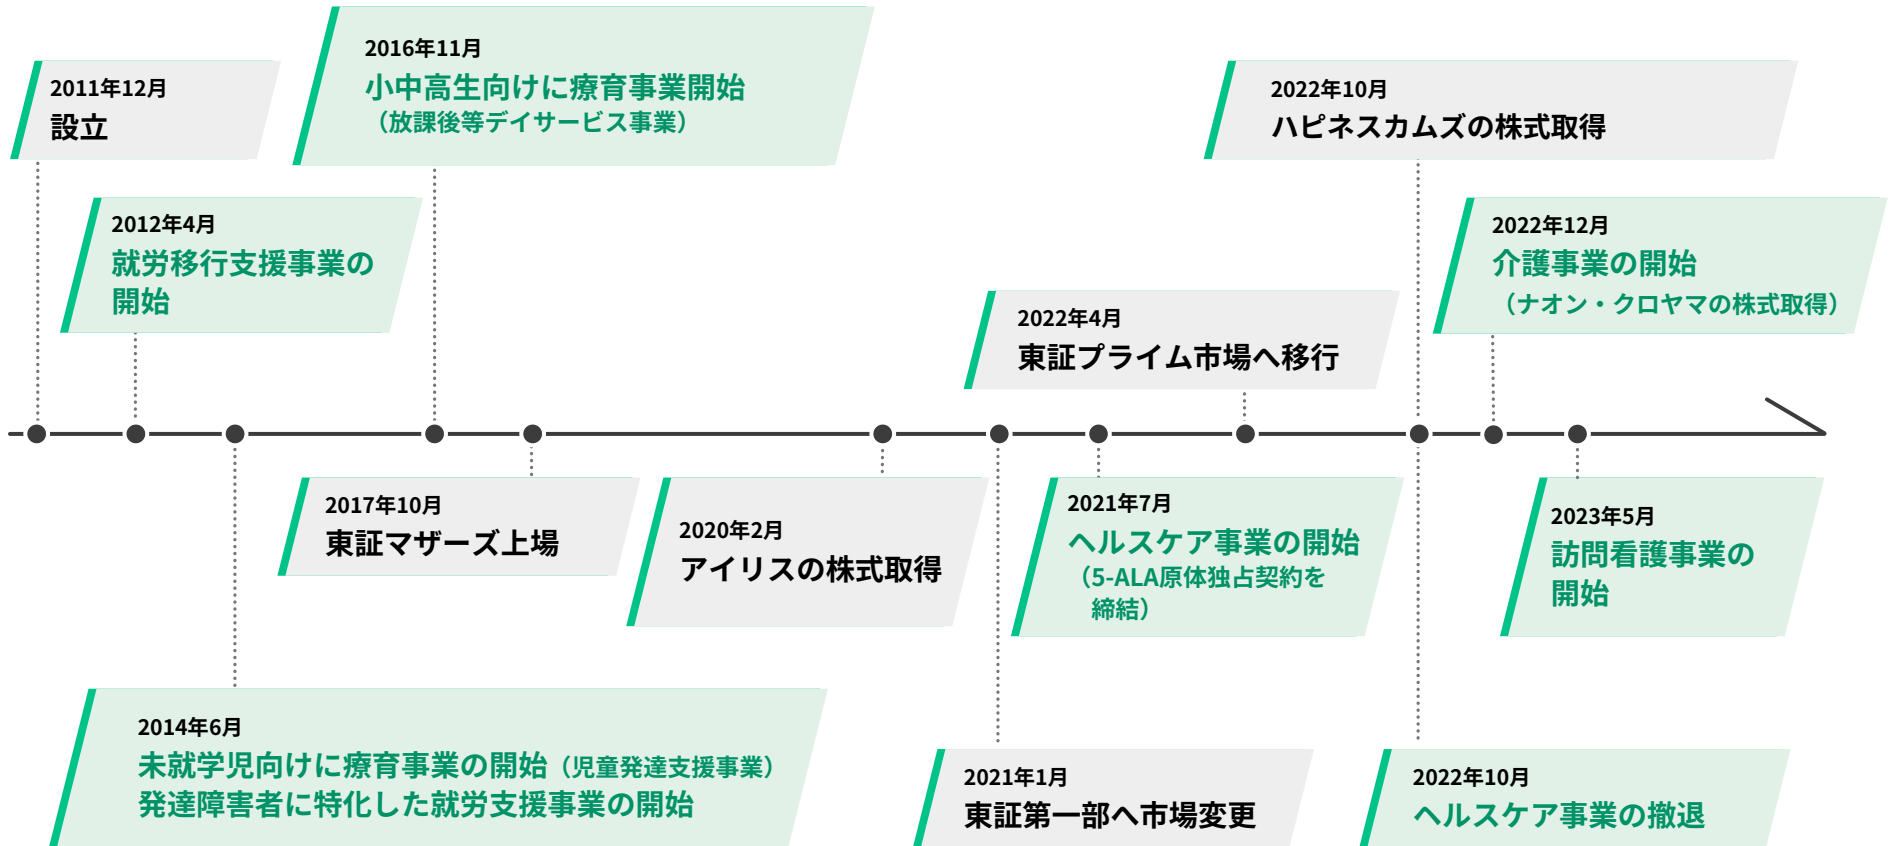 2011年12月
設立
2012年4月
就労移行支援事業の
開始
2014年6月
未就学児向けに療育事業の開始（児童発達支援事業）
発達障害者に特化した就労支援事業の開始
2016年11月
小中高生向けに療育事業開始
（放課後等デイサービス事業）
2017年10月
東証マザーズ上場
2020年2月
アイリスの株式取得
2021年1月
東証第一部へ市場変更
2021年7月
ヘルスケア事業の開始
（5-ALA原体独占契約を
締結）
2022年4月
東証プライム市場へ移行
2022年10月
ハピネスカムズの株式取得
2022年10月
ヘルスケア事業の撤退
2022年12月
介護事業の開始
（ナオン・クロヤマの株式取得）
2023年5月
訪問看護事業の
開始